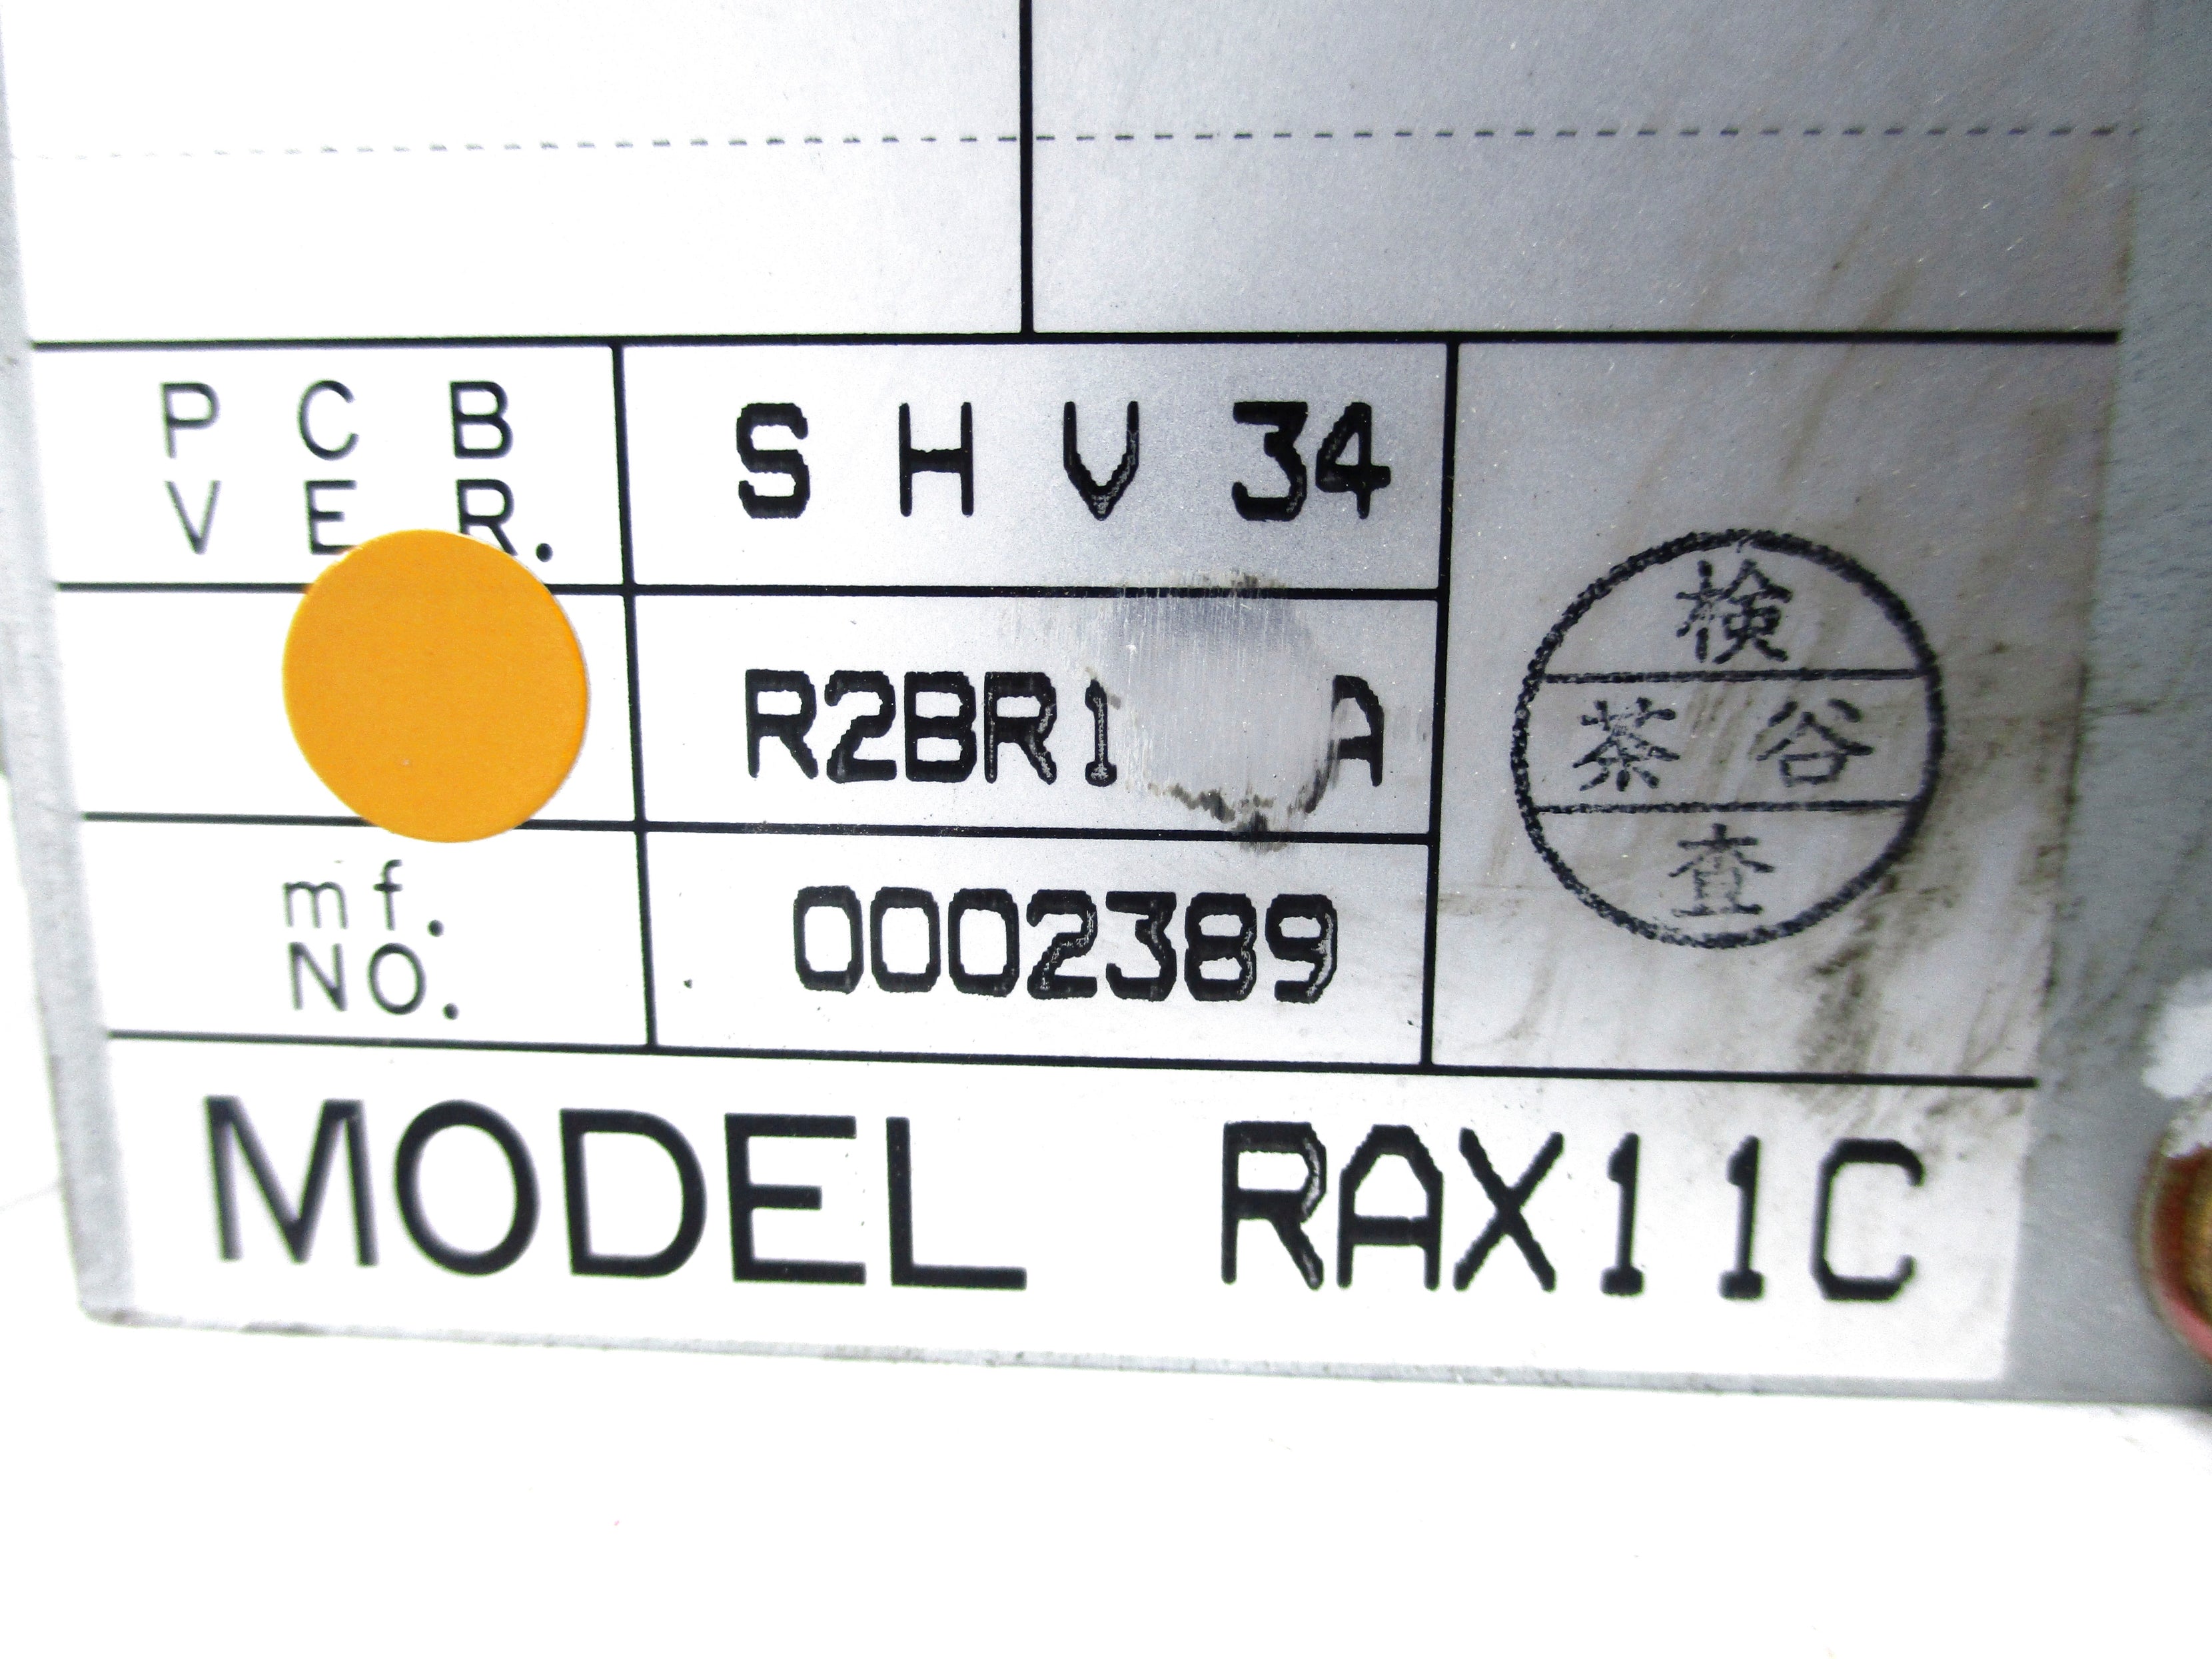 P C B
V E R.
S H V 34
R2BR1 A
mf.
NO.
0002389
検
茶 谷
査
MODEL RAX11C